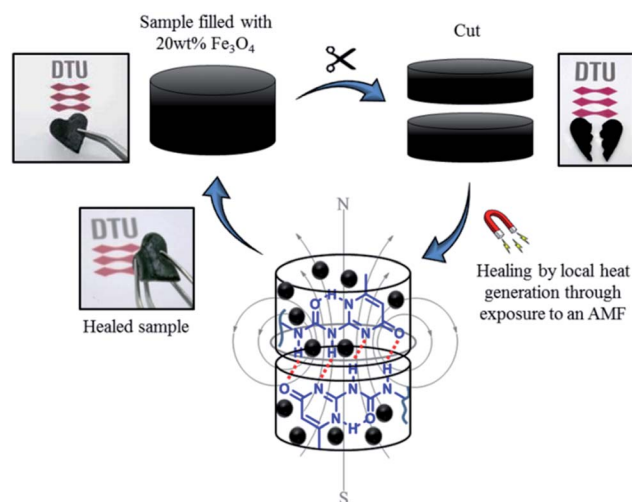 Sample filled with
20wt% Fe₃O₄
Cut
DTU
DTU
N
DTU
Healed sample
Healing by local heat
generation through
exposure to an AMF
H
O
N
N
N
N
O
H
H
H
H
O
N
N
N
N
H
O
S